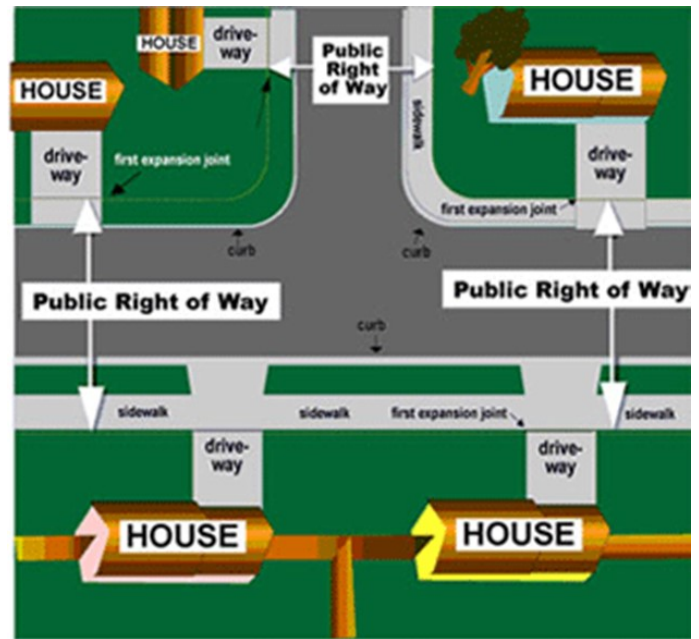 HOUSE
drive-
way
Public
Right
of Way
HOUSE
HOUSE
drive-
way
first expansion joint
sidewalk
drive-
way
first expansion joint
curb
curb
Public Right of Way
Public Right of Way
curb
sidewalk
sidewalk
first expansion joint
sidewalk
drive-
way
drive-
way
HOUSE
HOUSE